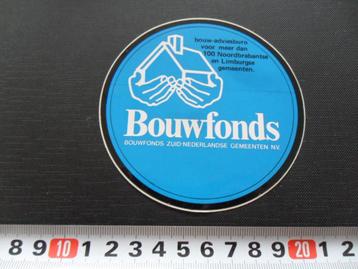 bouw-adviesburo
voor meer dan
100 Noordbrabantse
en Limburgse
gemeenten.
Bouwfonds
BOUWFONDS ZUID-NEDERLANDSE GEMEENTEN N.V.
8 9 10 1 2 3 4 5 6 7 8 9 20 1 2